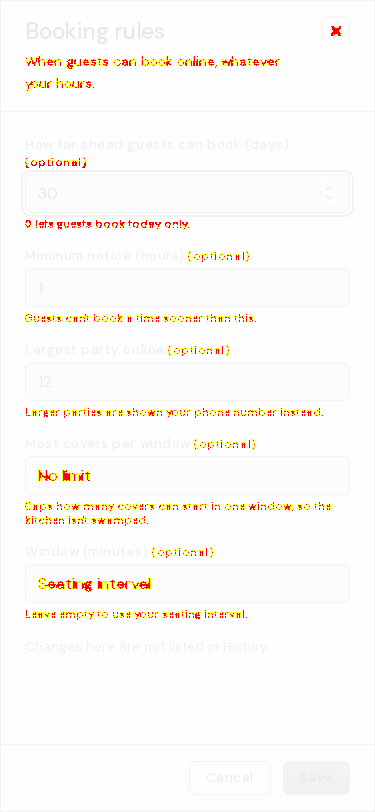 Booking rules
When guests can book online, whatever
your hours.
How far ahead guests can book (days)
(optional)
30
0 lets guests book today only.
Minimum notice (hours) (optional)
1
Guests can't book a time sooner than this.
Largest party online (optional)
12
Larger parties are shown your phone number instead.
Most covers per window (optional)
No limit
Caps how many covers can start in one window, so the
kitchen isn't swamped.
Window (minutes) (optional)
Seating interval
Leave empty to use your seating interval.
Changes here are not listed in History.
Cancel Save